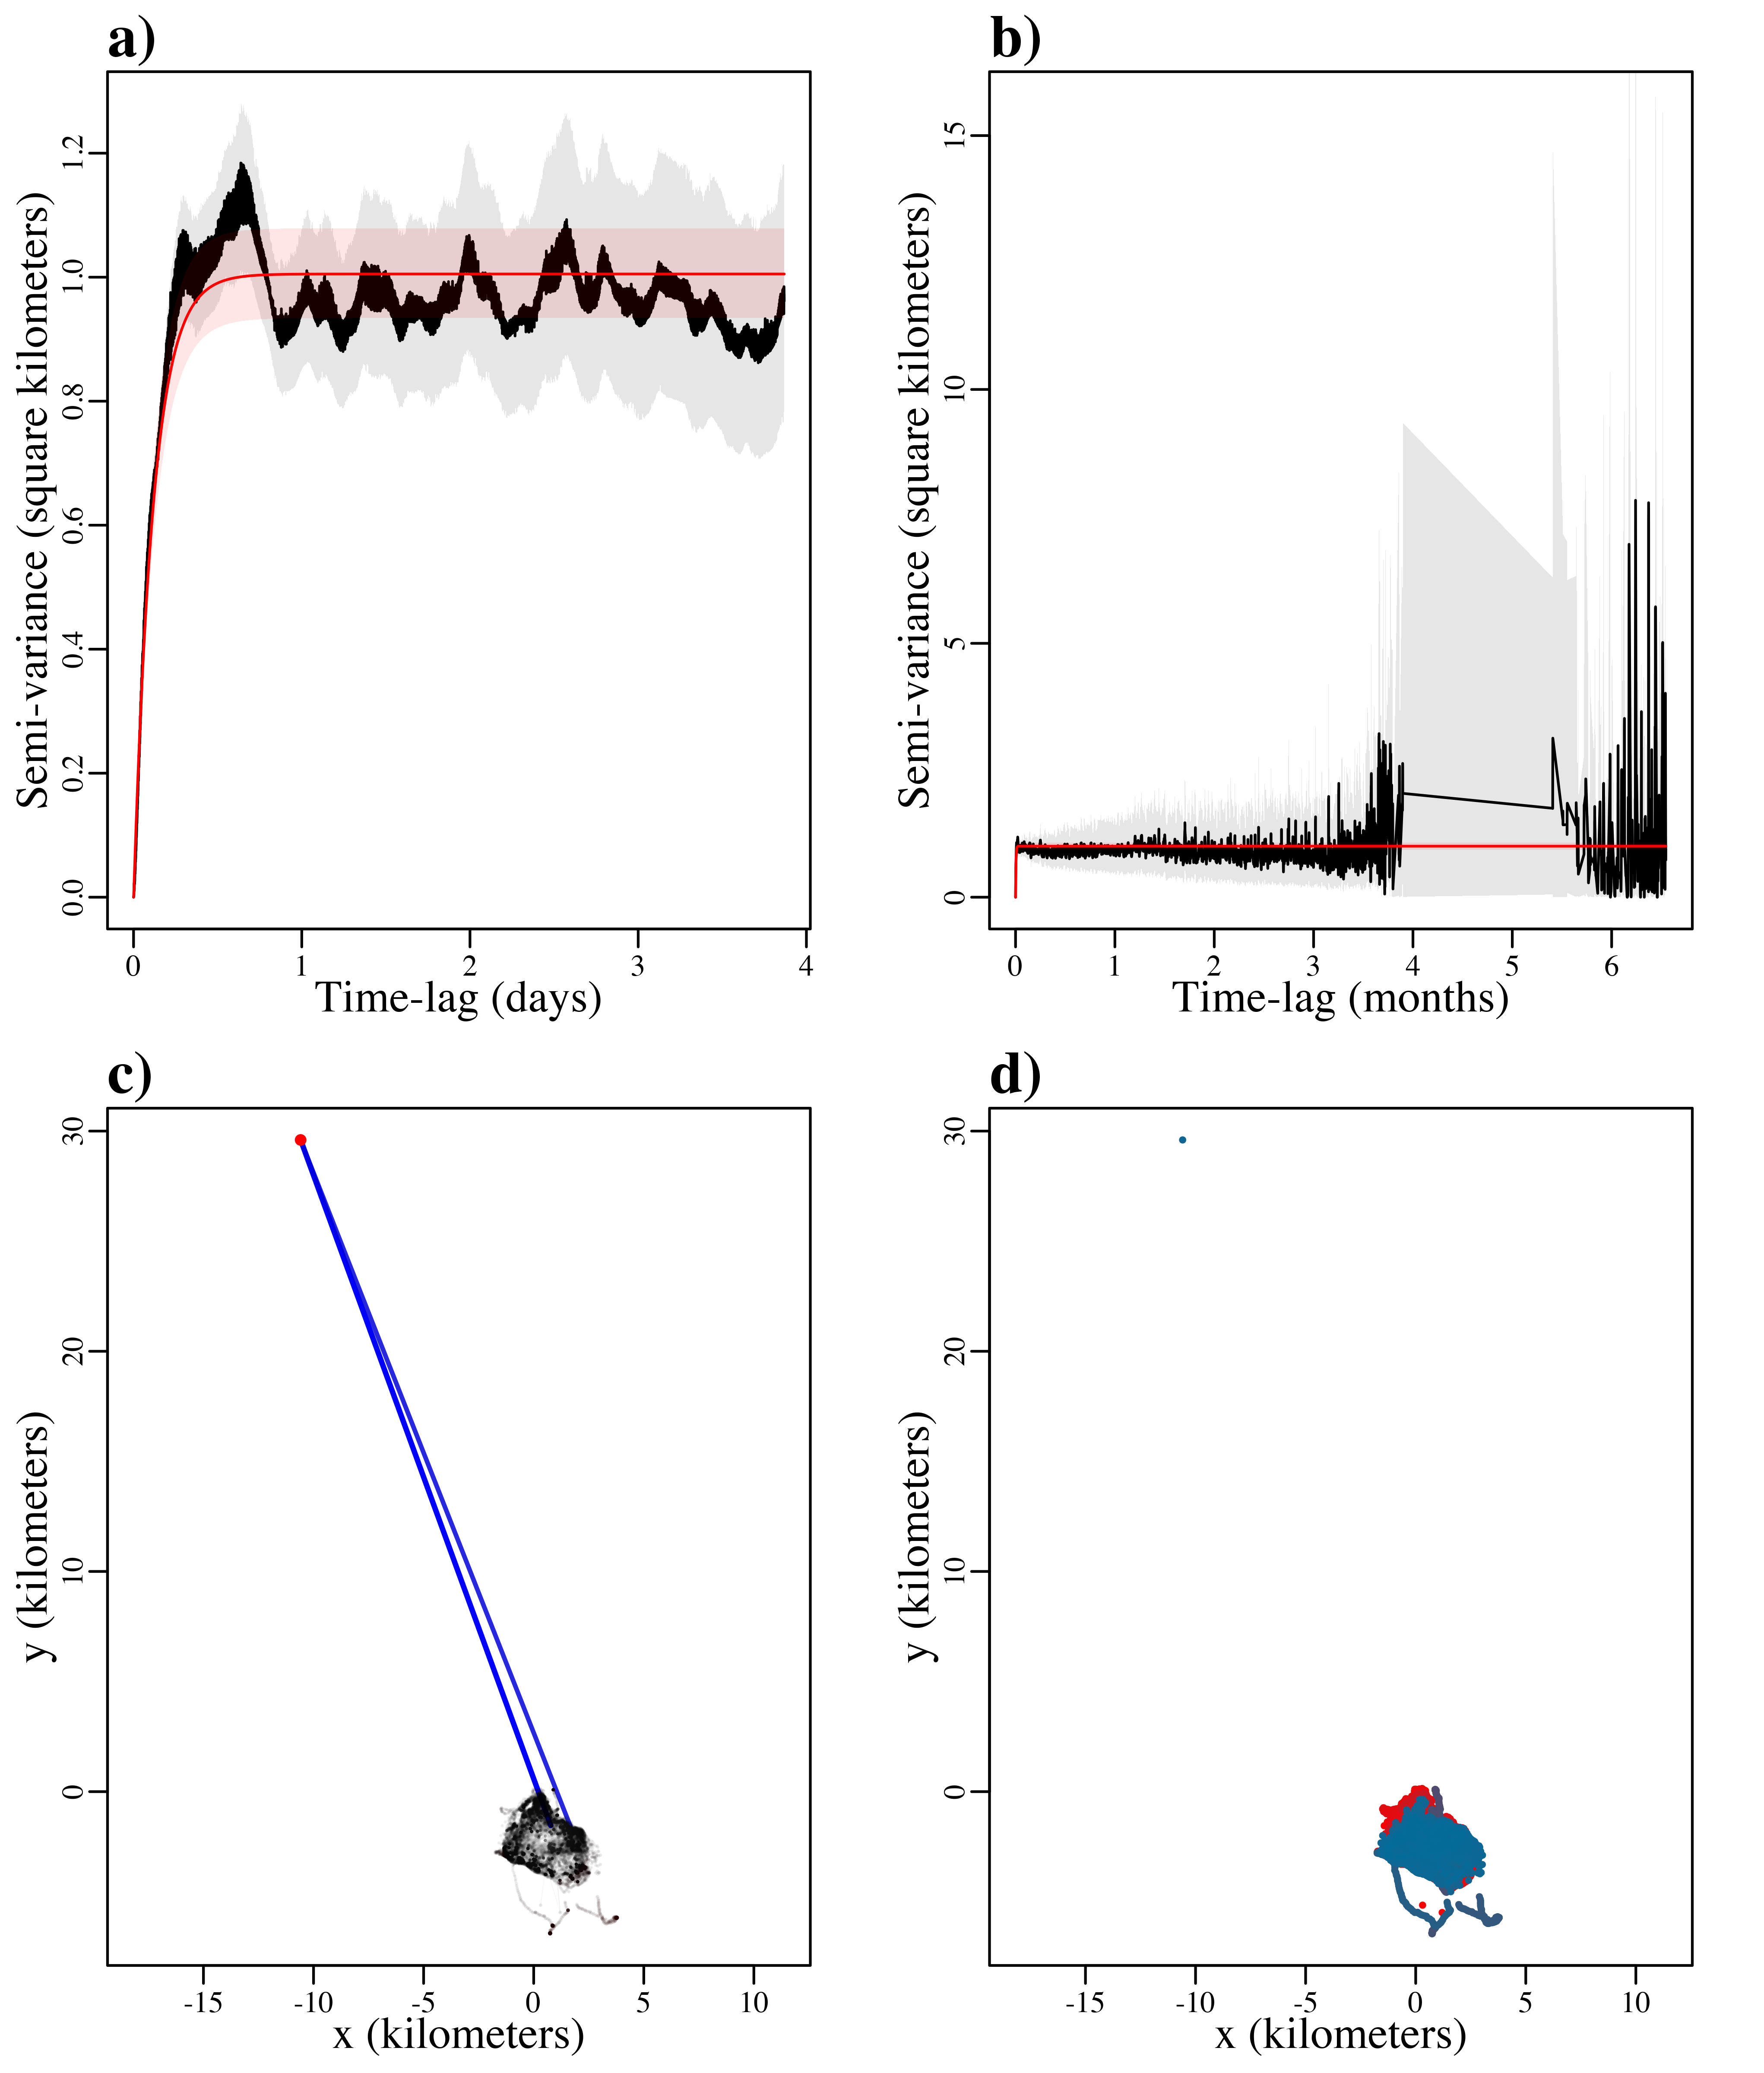 a)
Semi-variance (square kilometers)
0.0 0.2 0.4 0.6 0.8 1.0 1.2
0 1 2 3 4
Time-lag (days)
b)
Semi-variance (square kilometers)
0 5 10 15
0 1 2 3 4 5 6
Time-lag (months)
c)
y (kilometers)
0 10 20 30
-15 -10 -5 0 5 10
x (kilometers)
d)
y (kilometers)
0 10 20 30
-15 -10 -5 0 5 10
x (kilometers)